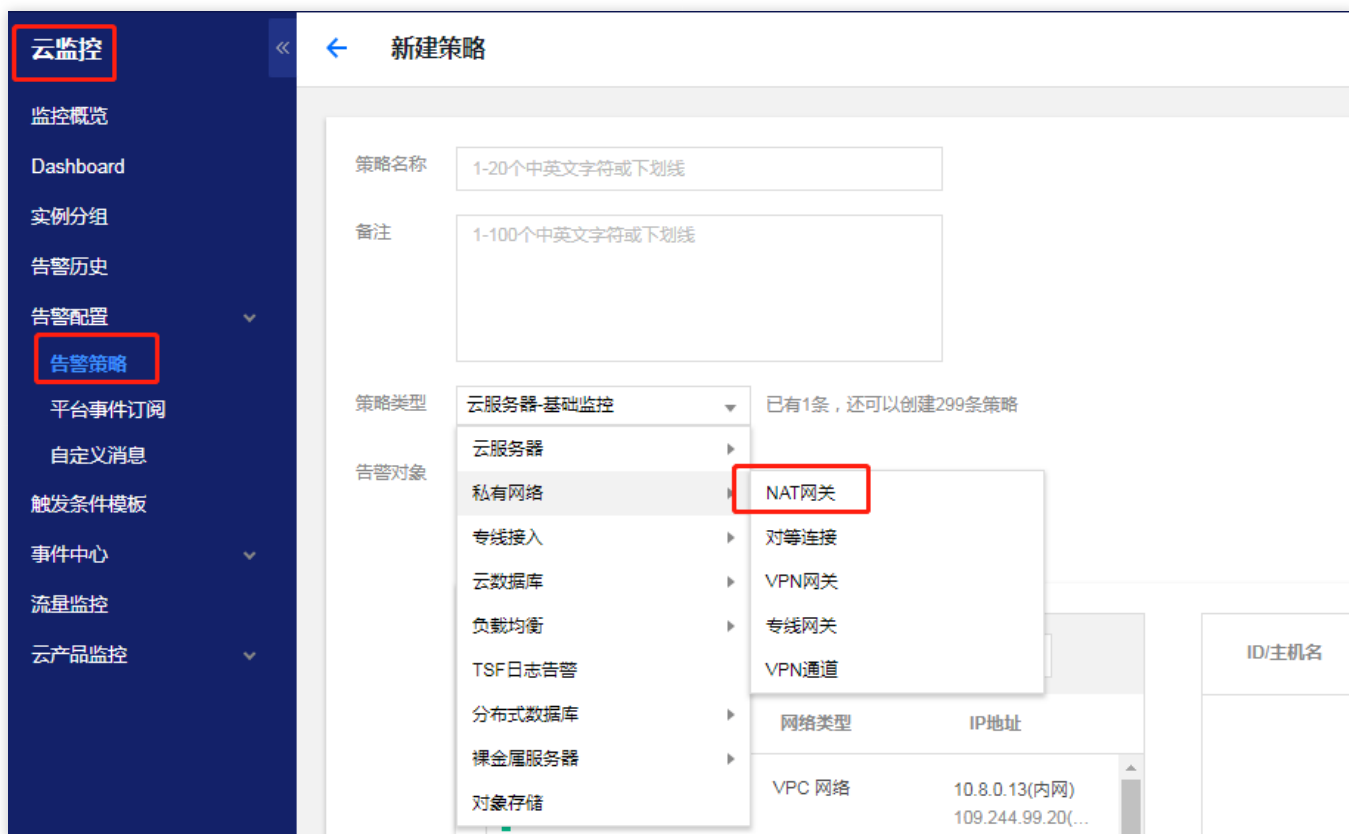 云监控
«
新建策略
监控概览
Dashboard
实例分组
告警历史
告警配置
告警策略
平台事件订阅
自定义消息
触发条件模板
事件中心
流量监控
云产品监控
策略名称
1-20个中英文字符或下划线
备注
1-100个中英文字符或下划线
策略类型
云服务器-基础监控
已有1条，还可以创建299条策略
告警对象
云服务器
私有网络
专线接入
云数据库
负载均衡
TSF日志告警
分布式数据库
裸金属服务器
对象存储
NAT网关
对等连接
VPN网关
专线网关
VPN通道
网络类型
IP地址
VPC 网络
10.8.0.13(内网)
109.244.99.20(...
ID/主机名